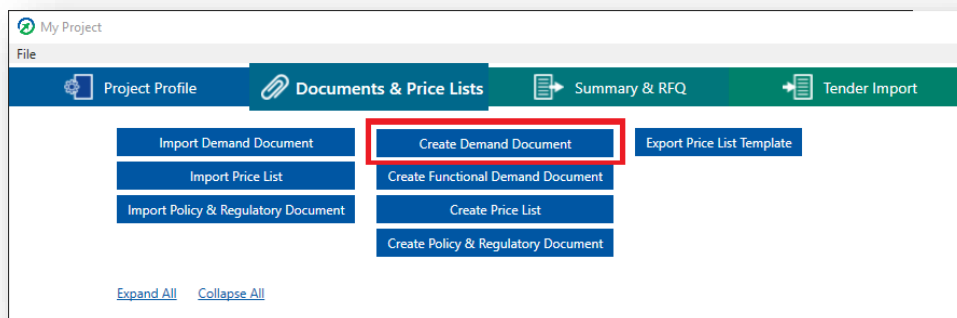 My Project
File
Project Profile
Documents & Price Lists
Summary & RFQ
Tender Import
Import Demand Document
Create Demand Document
Export Price List Template
Import Price List
Create Functional Demand Document
Import Policy & Regulatory Document
Create Price List
Create Policy & Regulatory Document
Expand All
Collapse All